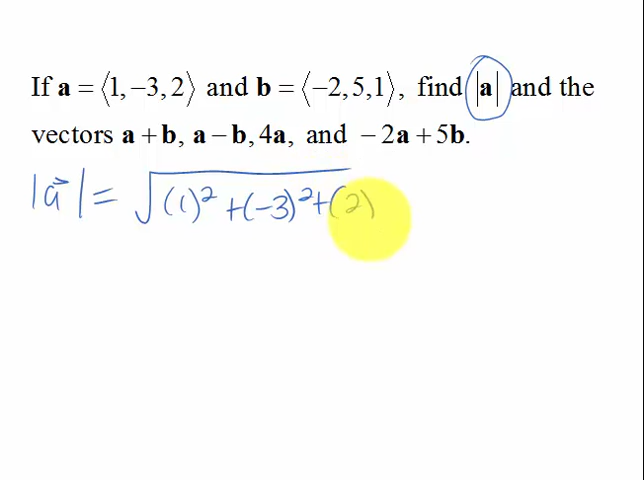 If a = ⟨1, −3, 2⟩ and b = ⟨−2, 5, 1⟩, find |a| and the
vectors a + b, a − b, 4a, and −2a + 5b.
|a⃗| = √(1)² + (−3)² + (2)